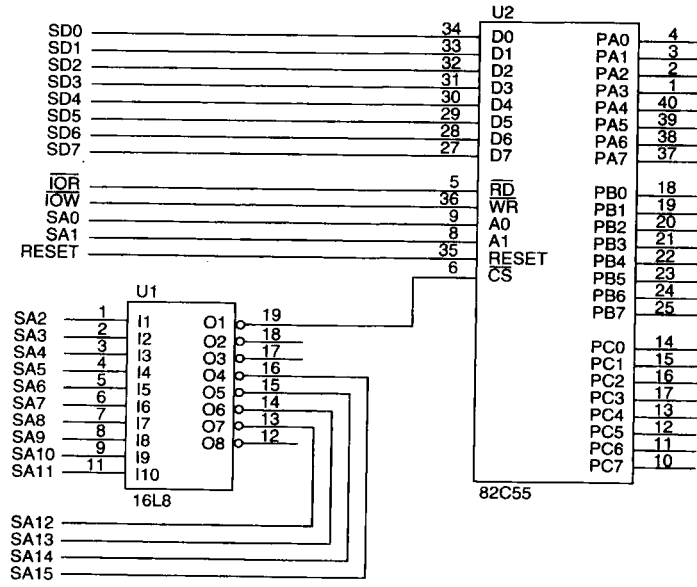 U2
SD0 34 D0 PA0 4
SD1 33 D1 PA1 3
SD2 32 D2 PA2 2
SD3 31 D3 PA3 1
SD4 30 D4 PA4 40
SD5 29 D5 PA5 39
SD6 28 D6 PA6 38
SD7 27 D7 PA7 37
IOR 5 RD PB0 18
IOW 36 WR PB1 19
SA0 9 A0 PB2 20
SA1 8 A1 PB3 21
RESET 35 RESET PB4 22
6 CS PB5 23
PB6 24
PB7 25
PC0 14
PC1 15
PC2 16
PC3 17
PC4 13
PC5 12
PC6 11
PC7 10
82C55
U1
SA2 1 I1 O1 19
SA3 2 I2 O2 18
SA4 3 I3 O3 17
SA5 4 I4 O4 16
SA6 5 I5 O5 15
SA7 6 I6 O6 14
SA8 7 I7 O7 13
SA9 8 I8 O8 12
SA10 9 I9
SA11 11 I10
16L8
SA12
SA13
SA14
SA15